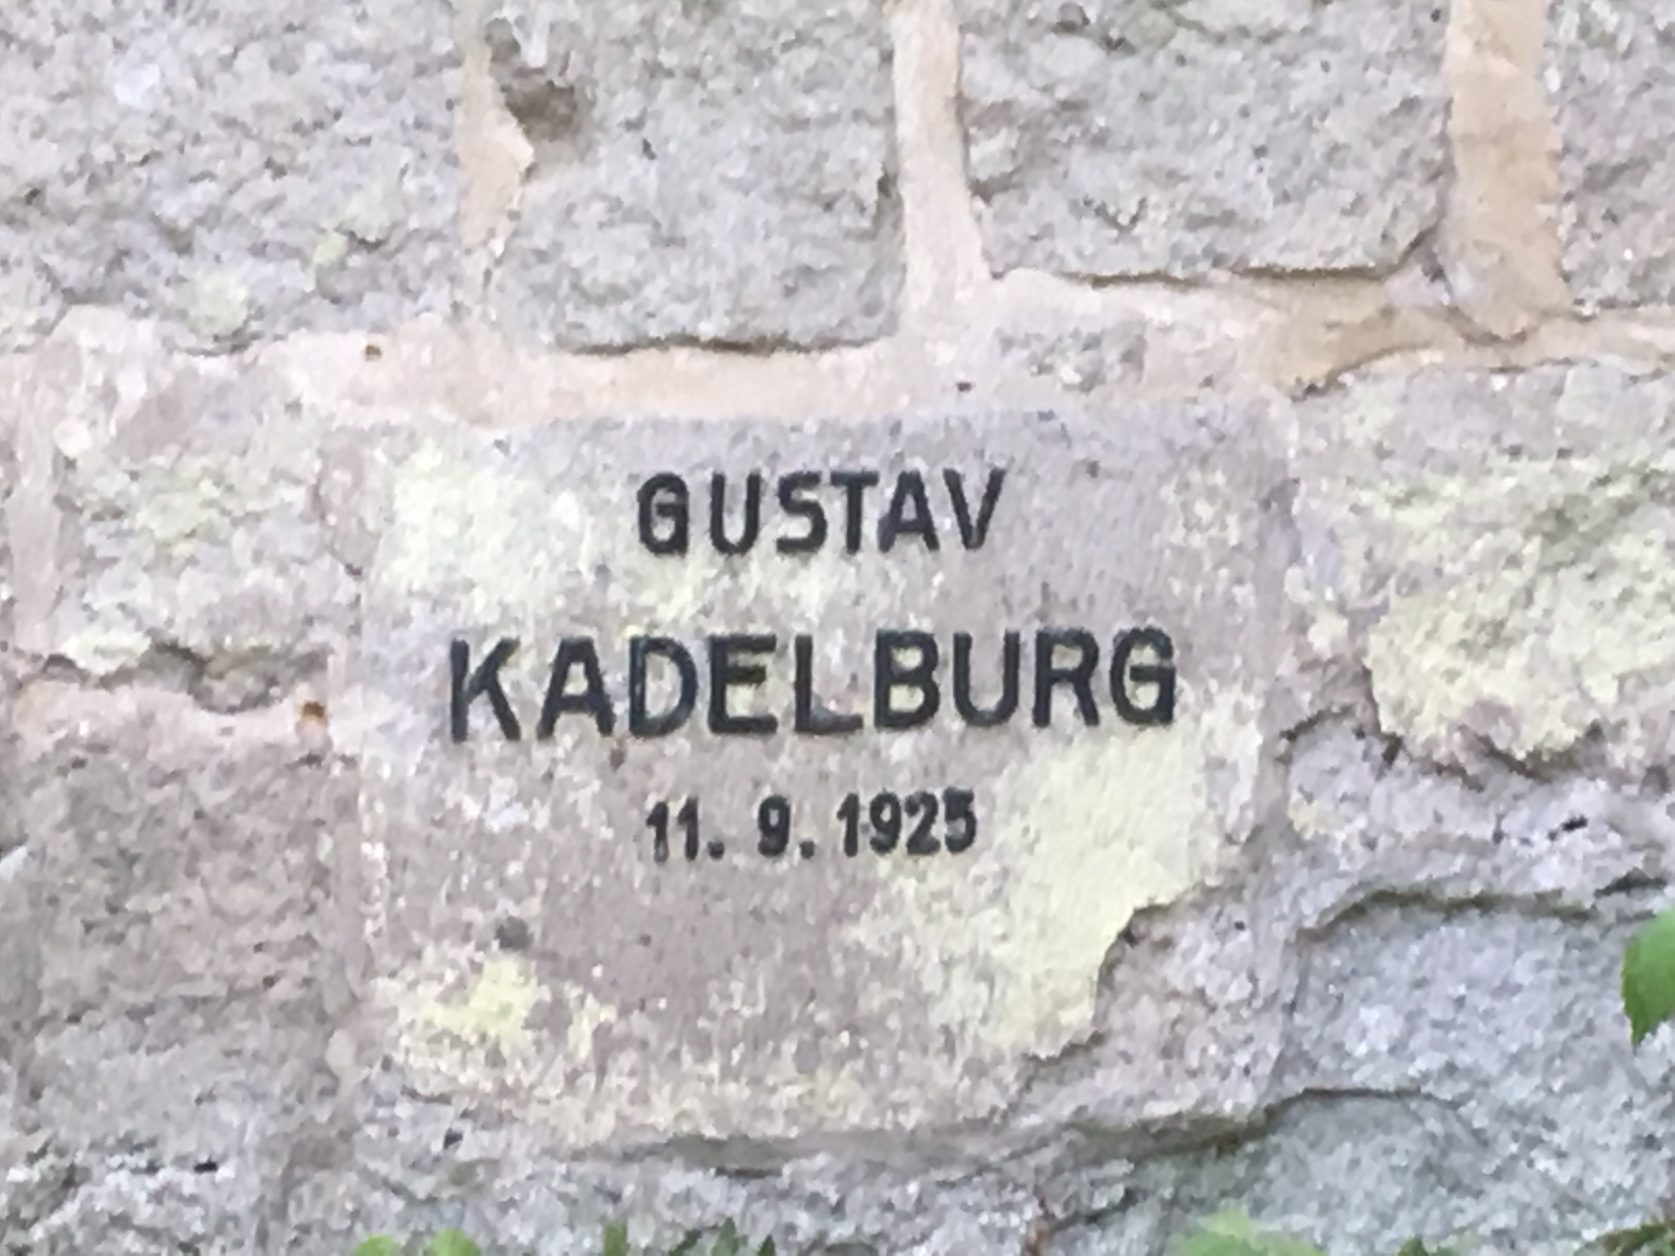 GUSTAV
KADELBURG
11. 9. 1925